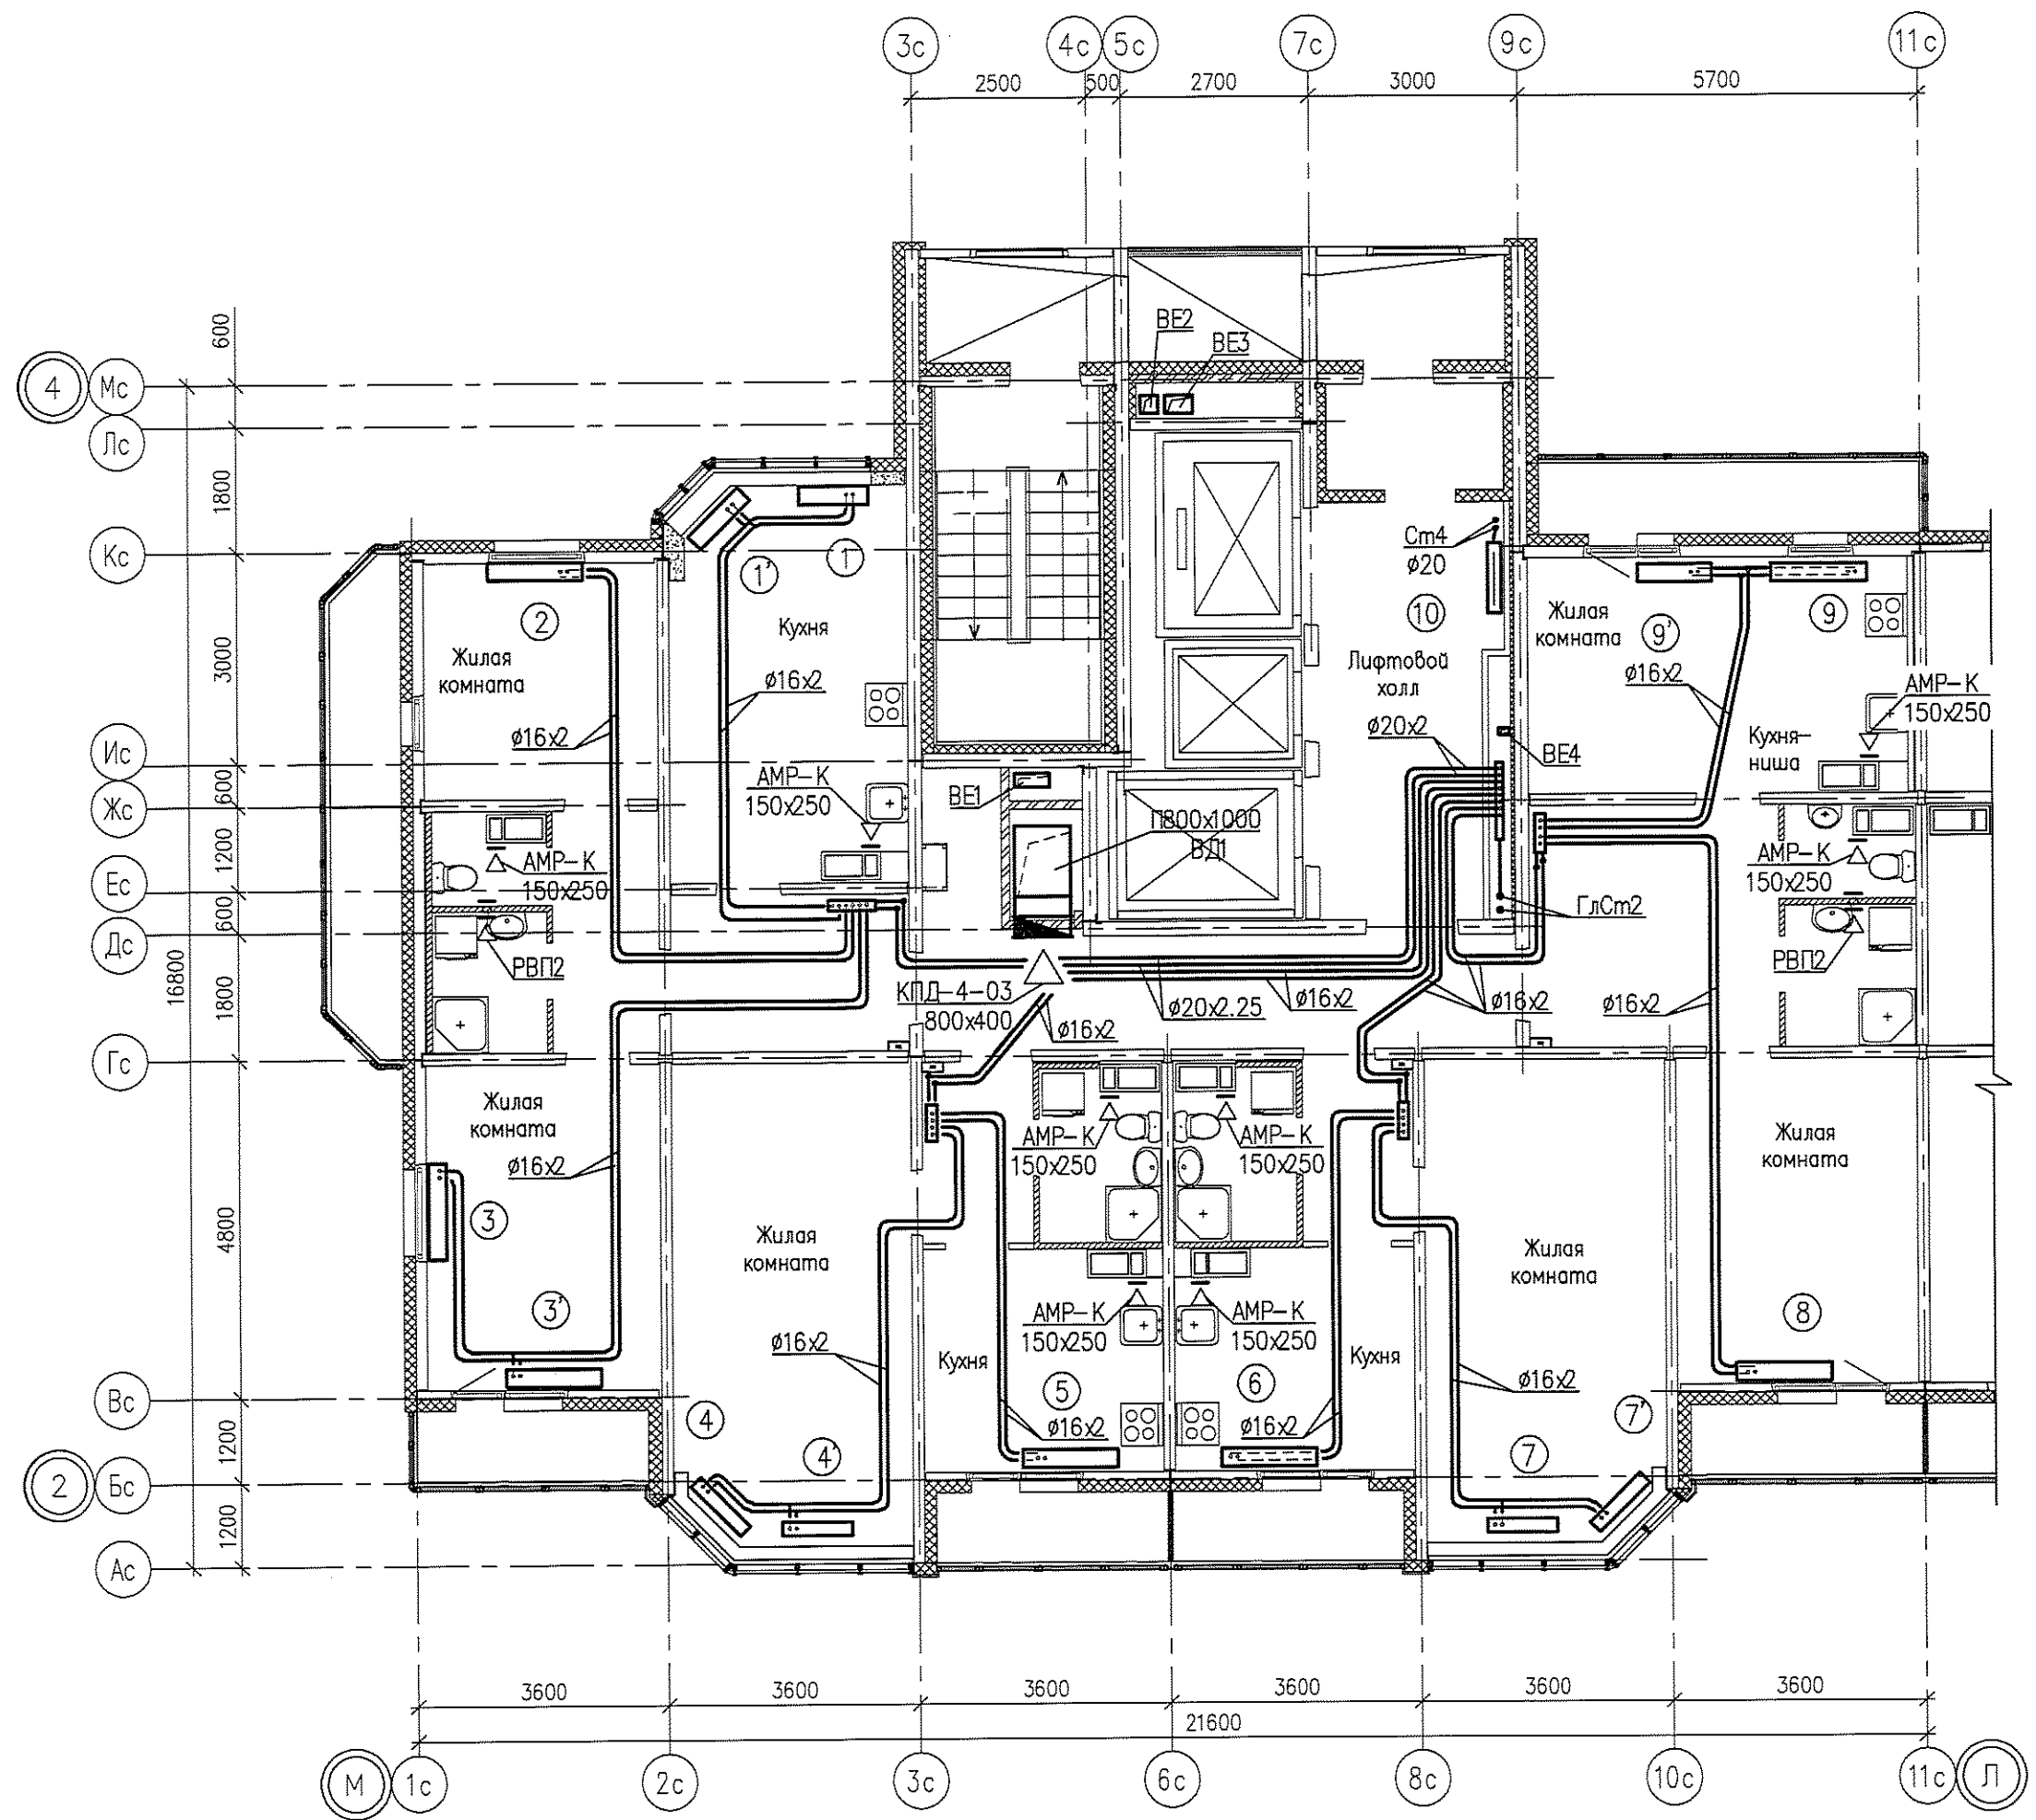 3с
4с
5с
7с
9с
11с
2500
500
2700
3000
5700
600
4
Мс
Лс
1800
Кс
3000
Ис
600
Жс
1200
Ес
600
Дс
16800
1800
Гс
4800
Вс
1200
2
Бс
1200
Ас
ВЕ2
ВЕ3
Ст4
ø20
1'
1
2
10
9'
9
Кухня
Жилая
комната
ø16х2
ø16х2
Лифтовой
холл
ø20х2
Жилая
комната
ø16х2
АМР-К
150х250
Кухня-
ниша
ВЕ4
АМР-К
150х250
ВЕ1
П800х1000
ВД1
АМР-К
150х250
АМР-К
150х250
ГлСт2
РВП2
РВП2
КПД-4-03
800х400
ø16х2
ø20х2.25
ø16х2
ø16х2
ø16х2
Жилая
комната
ø16х2
АМР-К
150х250
АМР-К
150х250
Жилая
комната
3
Жилая
комната
Жилая
комната
3'
АМР-К
150х250
АМР-К
150х250
8
ø16х2
Кухня
Кухня
5
6
ø16х2
ø16х2
ø16х2
4
4'
7
7'
3600
3600
3600
3600
3600
3600
21600
М
1с
2с
3с
6с
8с
10с
11с
Л